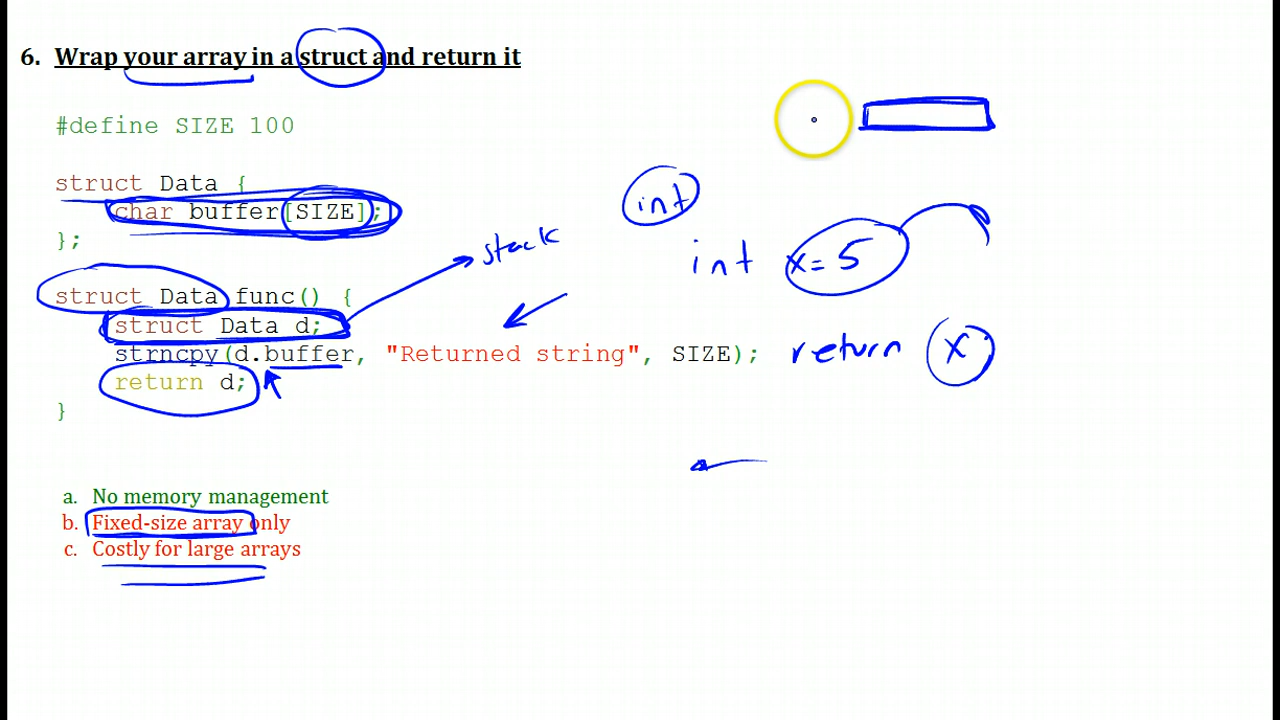 6. Wrap your array in a struct and return it
#define SIZE 100
struct Data {
char buffer[SIZE];
};
struct Data func() {
struct Data d;
strncpy(d.buffer, "Returned string", SIZE);
return d;
}
a. No memory management
b. Fixed-size array only
c. Costly for large arrays
stack
int
int x=5
return x